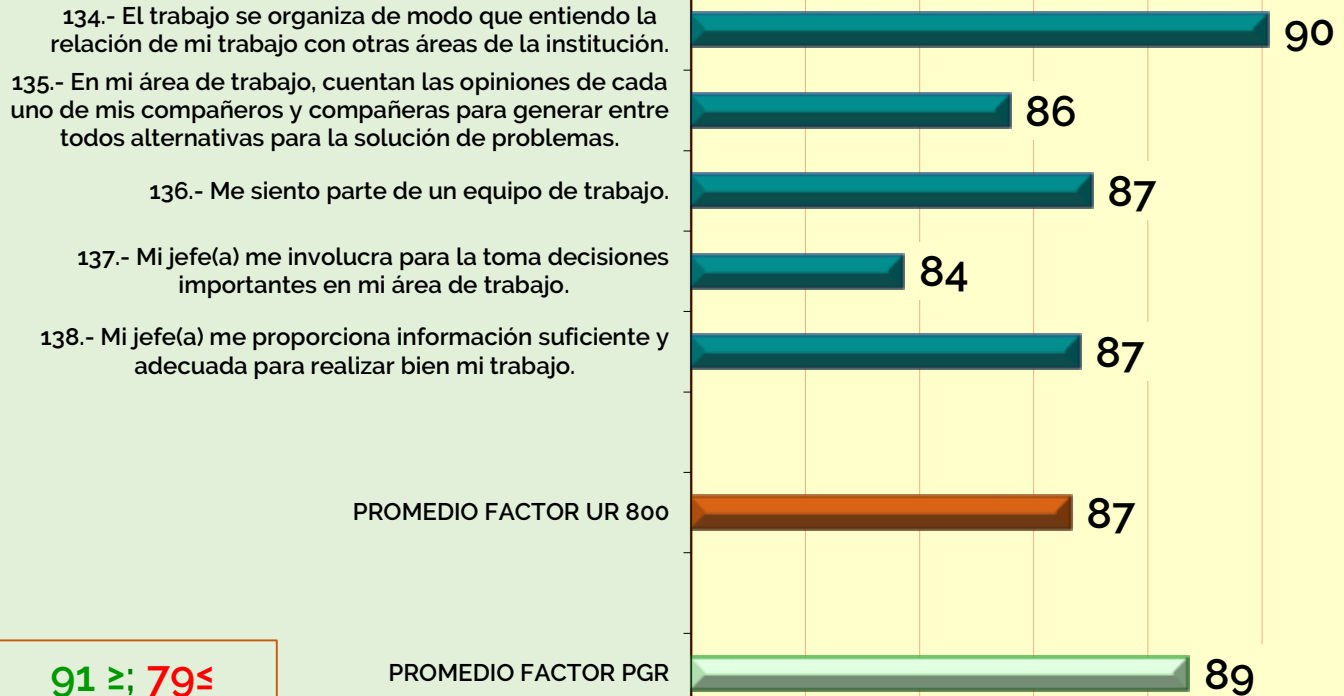 134.- El trabajo se organiza de modo que entiendo la
relación de mi trabajo con otras áreas de la institución.
90
135.- En mi área de trabajo, cuentan las opiniones de cada
uno de mis compañeros y compañeras para generar entre
todos alternativas para la solución de problemas.
86
136.- Me siento parte de un equipo de trabajo.
87
137.- Mi jefe(a) me involucra para la toma decisiones
importantes en mi área de trabajo.
84
138.- Mi jefe(a) me proporciona información suficiente y
adecuada para realizar bien mi trabajo.
87
PROMEDIO FACTOR UR 800
87
91 ≥; 79≤
PROMEDIO FACTOR PGR
89